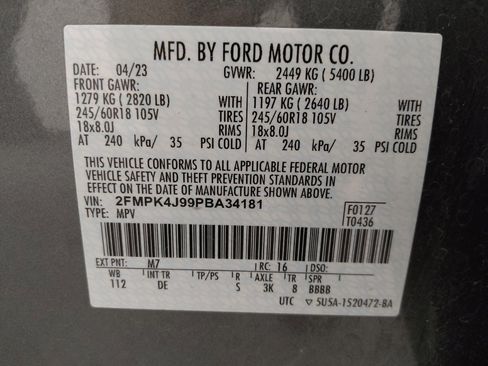 MFD. BY FORD MOTOR CO.
DATE: 04/23 GVWR: 2449 KG (5400 LB)
FRONT GAWR: REAR GAWR:
1279 KG (2820 LB) WITH 1197 KG (2640 LB) WITH
245/60R18 105V TIRES 245/60R18 105V TIRES
18x8.0J RIMS 18x8.0J RIMS
AT 240 kPa/ 35 PSI COLD AT 240 kPa/ 35 PSI COLD
THIS VEHICLE CONFORMS TO ALL APPLICABLE FEDERAL MOTOR
VEHICLE SAFETY AND THEFT PREVENTION STANDARDS IN
EFFECT ON THE DATE OF MANUFACTURE SHOWN ABOVE.
VIN: 2FMPK4J99PBA34181 F0127
TYPE: MPV T0436
EXT PNT: M7 RC: 16 DSO:
WB INT TR TP/PS R AXLE TR SPR
112 DE S 3K 8 BBBB
UTC ▽ 5U5A-1520472-BA